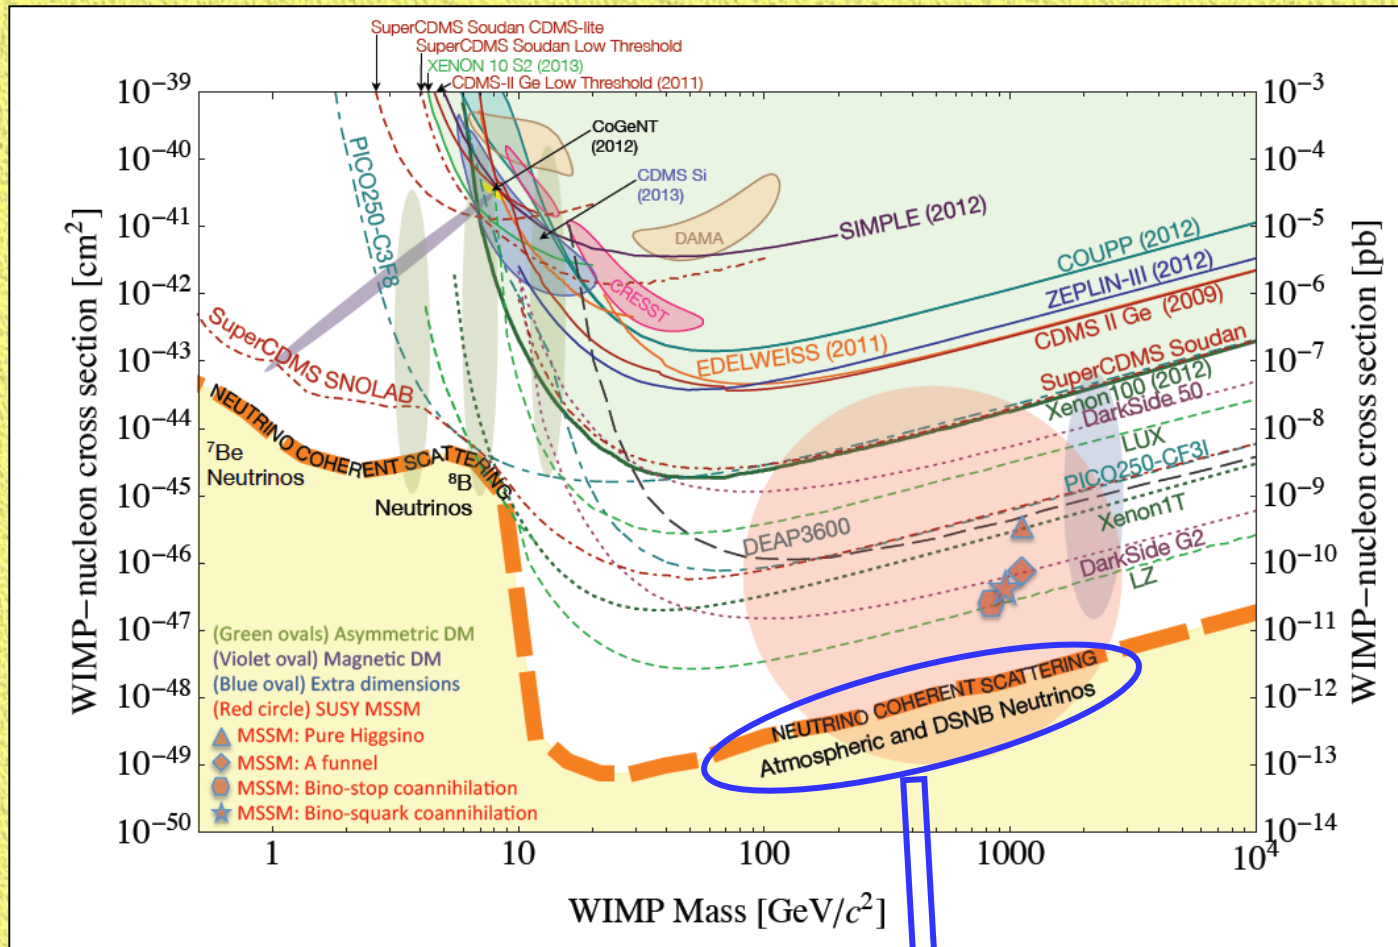 SuperCDMS Soudan CDMS-lite
SuperCDMS Soudan Low Threshold
XENON 10 S2 (2013)
CDMS-II Ge Low Threshold (2011)
10−39
10−40
10−41
10−42
10−43
10−44
10−45
10−46
10−47
10−48
10−49
10−50
WIMP−nucleon cross section [cm2]
10−3
10−4
10−5
10−6
10−7
10−8
10−9
10−10
10−11
10−12
10−13
10−14
WIMP−nucleon cross section [pb]
PICO250-C3F8
CoGeNT
(2012)
CDMS Si
(2013)
DAMA
SIMPLE (2012)
CRESST
COUPP (2012)
ZEPLIN-III (2012)
CDMS II Ge (2009)
EDELWEISS (2011)
SuperCDMS SNOLAB
SuperCDMS Soudan
Xenon100 (2012)
DarkSide 50
LUX
PICO250-CF3I
Xenon1T
DEAP3600
DarkSide G2
LZ
NEUTRINO COHERENT SCATTERING
7Be
Neutrinos
8B
Neutrinos
NEUTRINO COHERENT SCATTERING
Atmospheric and DSNB Neutrinos
(Green ovals) Asymmetric DM
(Violet oval) Magnetic DM
(Blue oval) Extra dimensions
(Red circle) SUSY MSSM
MSSM: Pure Higgsino
MSSM: A funnel
MSSM: Bino-stop coannihilation
MSSM: Bino-squark coannihilation
1
10
100
1000
104
WIMP Mass [GeV/c2]